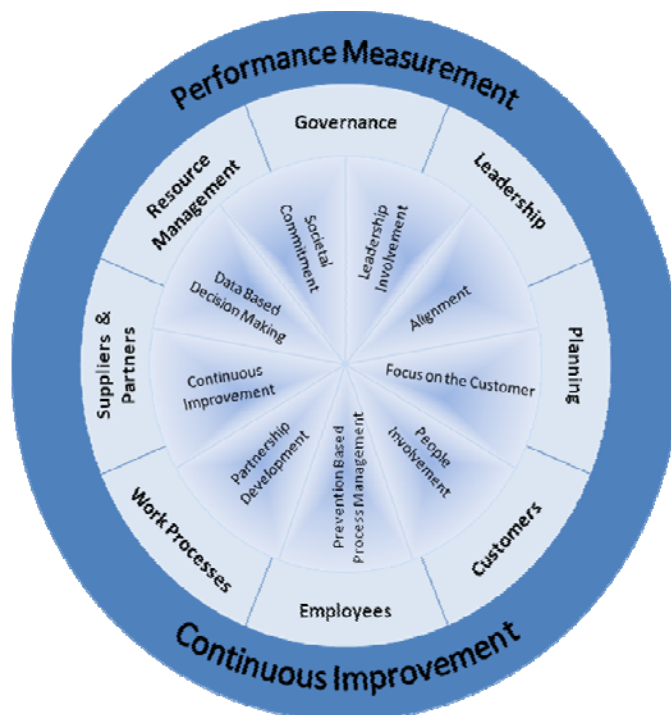 Performance Measurement
Governance
Leadership
Planning
Customers
Employees
Work Processes
Suppliers &
Partners
Resource
Management
Leadership
Involvement
Alignment
Focus on the Customer
People
Involvement
Prevention Based
Process Management
Partnership
Development
Continuous
Improvement
Data Based
Decision Making
Societal
Commitment
Continuous Improvement